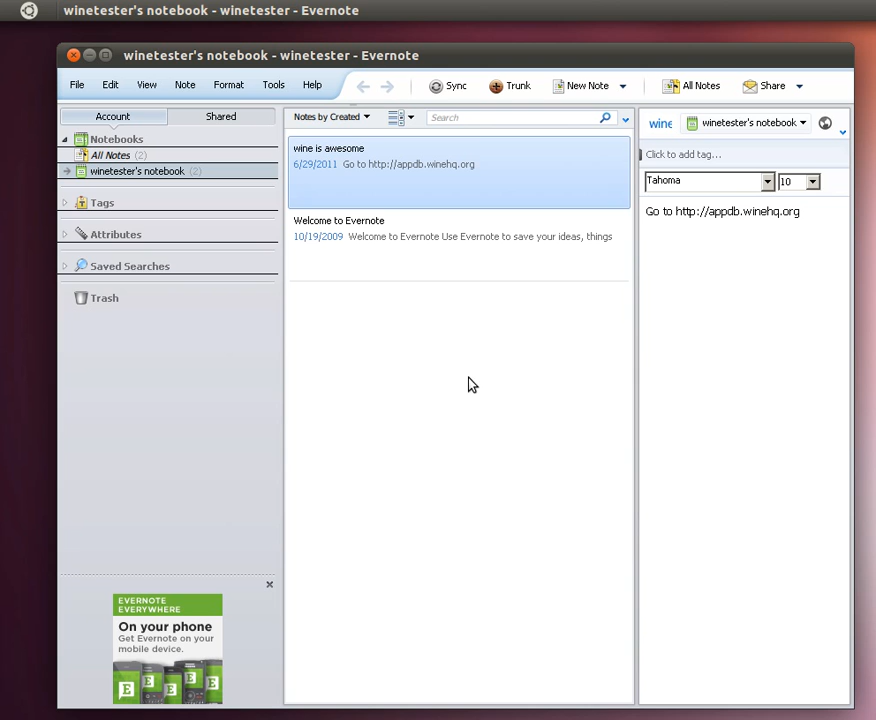 winetester's notebook - winetester - Evernote
winetester's notebook - winetester - Evernote
File Edit View Note Format Tools Help
Sync Trunk New Note All Notes Share
Account Shared
Notebooks
All Notes (2)
winetester's notebook (2)
Tags
Attributes
Saved Searches
Trash
Notes by Created
Search
wine is awesome
6/29/2011 Go to http://appdb.winehq.org
Welcome to Evernote
10/19/2009 Welcome to Evernote Use Evernote to save your ideas, things
wine winetester's notebook
Click to add tag...
Tahoma 10
Go to http://appdb.winehq.org
EVERNOTE
EVERYWHERE
On your phone
Get Evernote on your
mobile device.